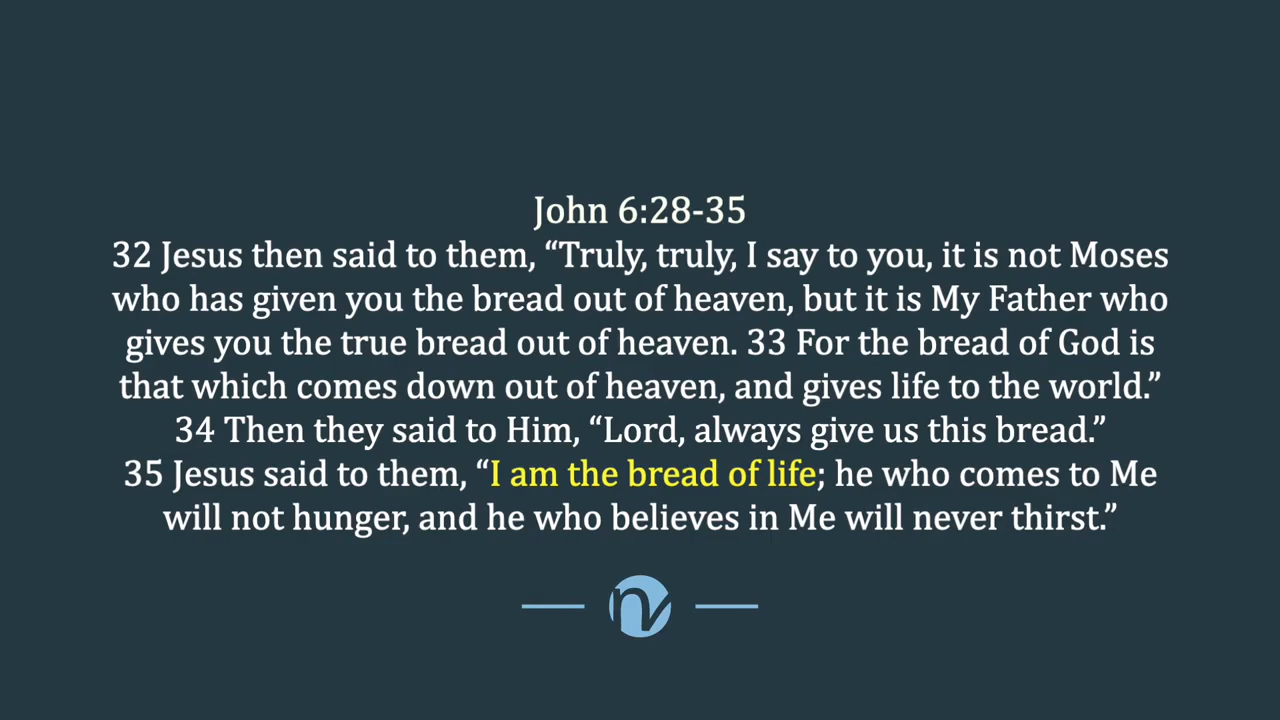 John 6:28-35
32 Jesus then said to them, “Truly, truly, I say to you, it is not Moses
who has given you the bread out of heaven, but it is My Father who
gives you the true bread out of heaven. 33 For the bread of God is
that which comes down out of heaven, and gives life to the world.”
34 Then they said to Him, “Lord, always give us this bread.”
35 Jesus said to them, “I am the bread of life; he who comes to Me
will not hunger, and he who believes in Me will never thirst.”
nv